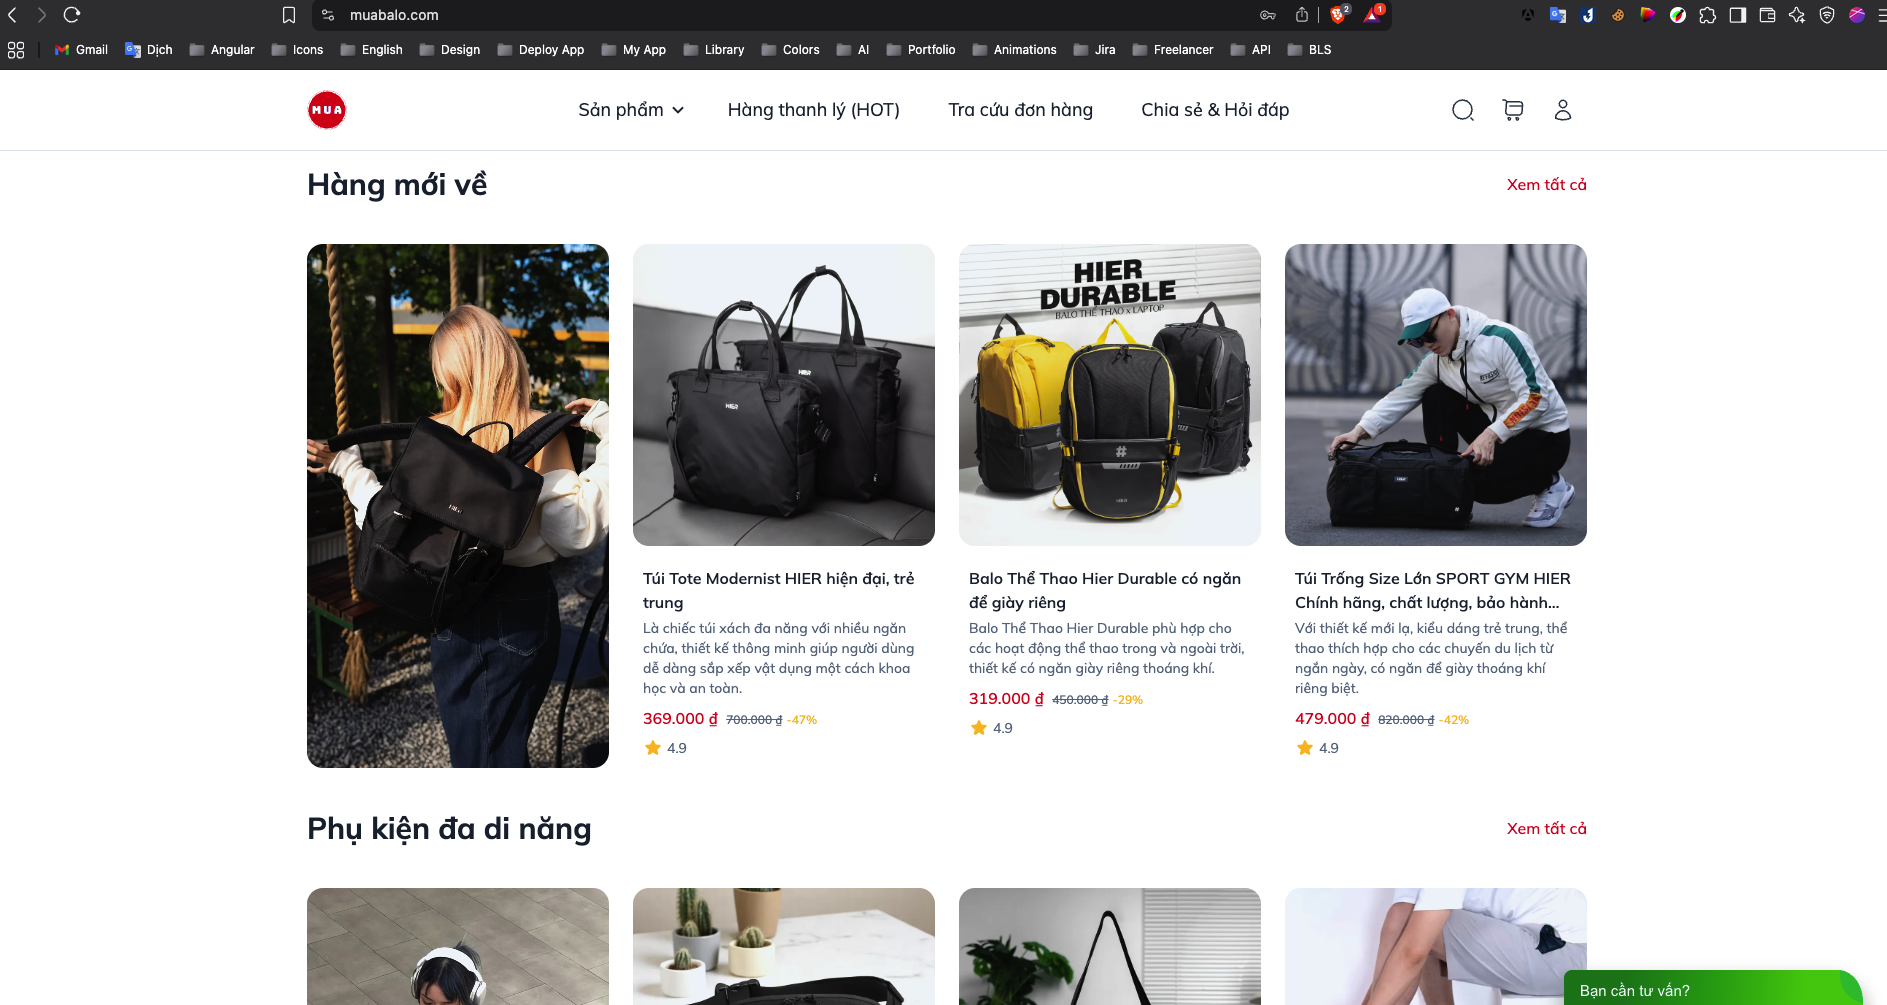 muabalo.com
2
1
Gmail
Dịch
Angular
Icons
English
Design
Deploy App
My App
Library
Colors
AI
Portfolio
Animations
Jira
Freelancer
API
BLS
MUA
Sản phẩm
Hàng thanh lý (HOT)
Tra cứu đơn hàng
Chia sẻ & Hỏi đáp
Hàng mới về
Xem tất cả
HIER
HIER
HIER
HIER
DURABLE
BALO THỂ THAO x LAPTOP
#
HIER
HIER
#
Túi Tote Modernist HIER hiện đại, trẻ
trung
Là chiếc túi xách đa năng với nhiều ngăn
chứa, thiết kế thông minh giúp người dùng
dễ dàng sắp xếp vật dụng một cách khoa
học và an toàn.
369.000 ₫ 700.000 ₫ -47%
4.9
Balo Thể Thao Hier Durable có ngăn
để giày riêng
Balo Thể Thao Hier Durable phù hợp cho
các hoạt động thể thao trong và ngoài trời,
thiết kế có ngăn giày riêng thoáng khí.
319.000 ₫ 450.000 ₫ -29%
4.9
Túi Trống Size Lớn SPORT GYM HIER
Chính hãng, chất lượng, bảo hành...
Với thiết kế mới lạ, kiểu dáng trẻ trung, thể
thao thích hợp cho các chuyến du lịch từ
ngắn ngày, có ngăn để giày thoáng khí
riêng biệt.
479.000 ₫ 820.000 ₫ -42%
4.9
Phụ kiện đa di năng
Xem tất cả
Bạn cần tư vấn?